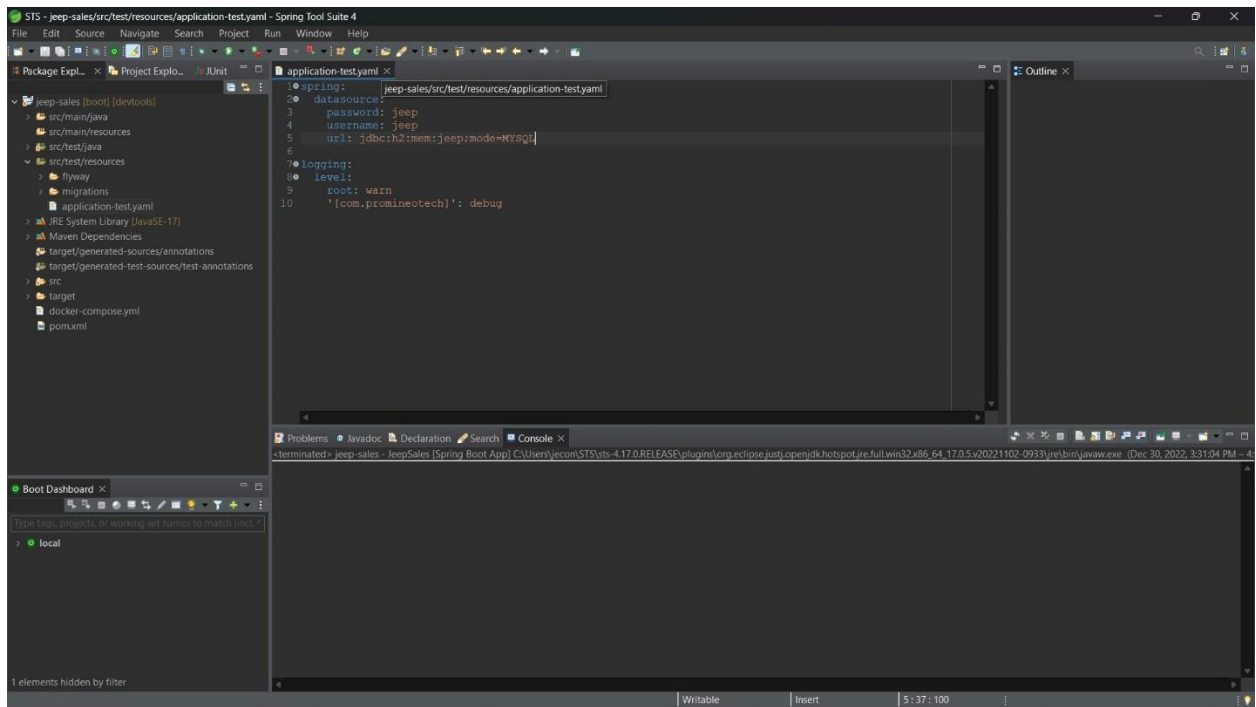 STS - jeep-sales/src/test/resources/application-test.yaml - Spring Tool Suite 4
File Edit Source Navigate Search Project Run Window Help
Package Expl... Project Explo... JUnit
jeep-sales [boot] [devtools]
src/main/java
src/main/resources
src/test/java
src/test/resources
flyway
migrations
application-test.yaml
JRE System Library [JavaSE-17]
Maven Dependencies
target/generated-sources/annotations
target/generated-test-sources/test-annotations
src
target
docker-compose.yml
pom.xml
application-test.yaml
jeep-sales/src/test/resources/application-test.yaml
1 spring:
2 datasource:
3 password: jeep
4 username: jeep
5 url: jdbc:h2:mem:jeep;mode=MYSQL
6
7 logging:
8 level:
9 root: warn
10 '[com.promineotech]': debug
Outline
Problems Javadoc Declaration Search Console
<terminated> jeep-sales - JeepSales [Spring Boot App] C:\Users\jecon\STS\sts-4.17.0.RELEASE\plugins\org.eclipse.justj.openjdk.hotspot.jre.full.win32.x86_64_17.0.5.v20221102-0933\jre\bin\javaw.exe (Dec 30, 2022, 3:31:04 PM – 4:
Boot Dashboard
Type tags, projects, or working set names to match (incl. *
local
1 elements hidden by filter
Writable Insert 5 : 37 : 100